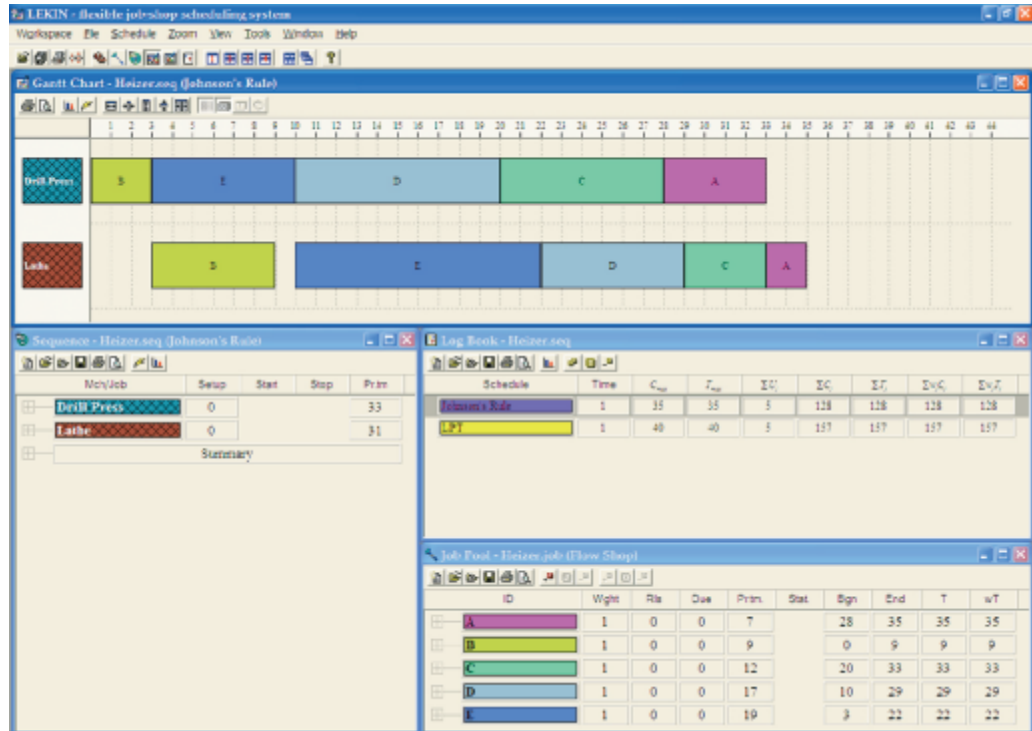 LEKIN - flexible job-shop scheduling system
Workspace File Schedule Zoom View Tools Window Help
Gantt Chart - Heizer.seq (Johnson's Rule)
1 2 3 4 5 6 7 8 9 10 11 12 13 14 15 16 17 18 19 20 21 22 23 24 25 26 27 28 29 30 31 32 33 34 35 36 37 38 39 40 41 42 43 44
Drill Press B E D C A
Lathe B E D C A
Sequence - Heizer.seq (Johnson's Rule)
Mch/Job Setup Start Stop Pr.tm
Drill Press 0 33
Lathe 0 31
Summary
Log Book - Heizer.seq
Schedule Time Cmax Tmax ΣUj ΣCj ΣTj ΣwjCj ΣwjTj
Johnson's Rule 1 35 35 5 128 128 128 128
LPT 1 40 40 5 157 157 157 157
Job Pool - Heizer.job (Flow Shop)
ID Wght Rls Due Pr.tm. Stat. Bgn End T wT
A 1 0 0 7 28 35 35 35
B 1 0 0 9 0 9 9 9
C 1 0 0 12 20 33 33 33
D 1 0 0 17 10 29 29 29
E 1 0 0 19 3 22 22 22